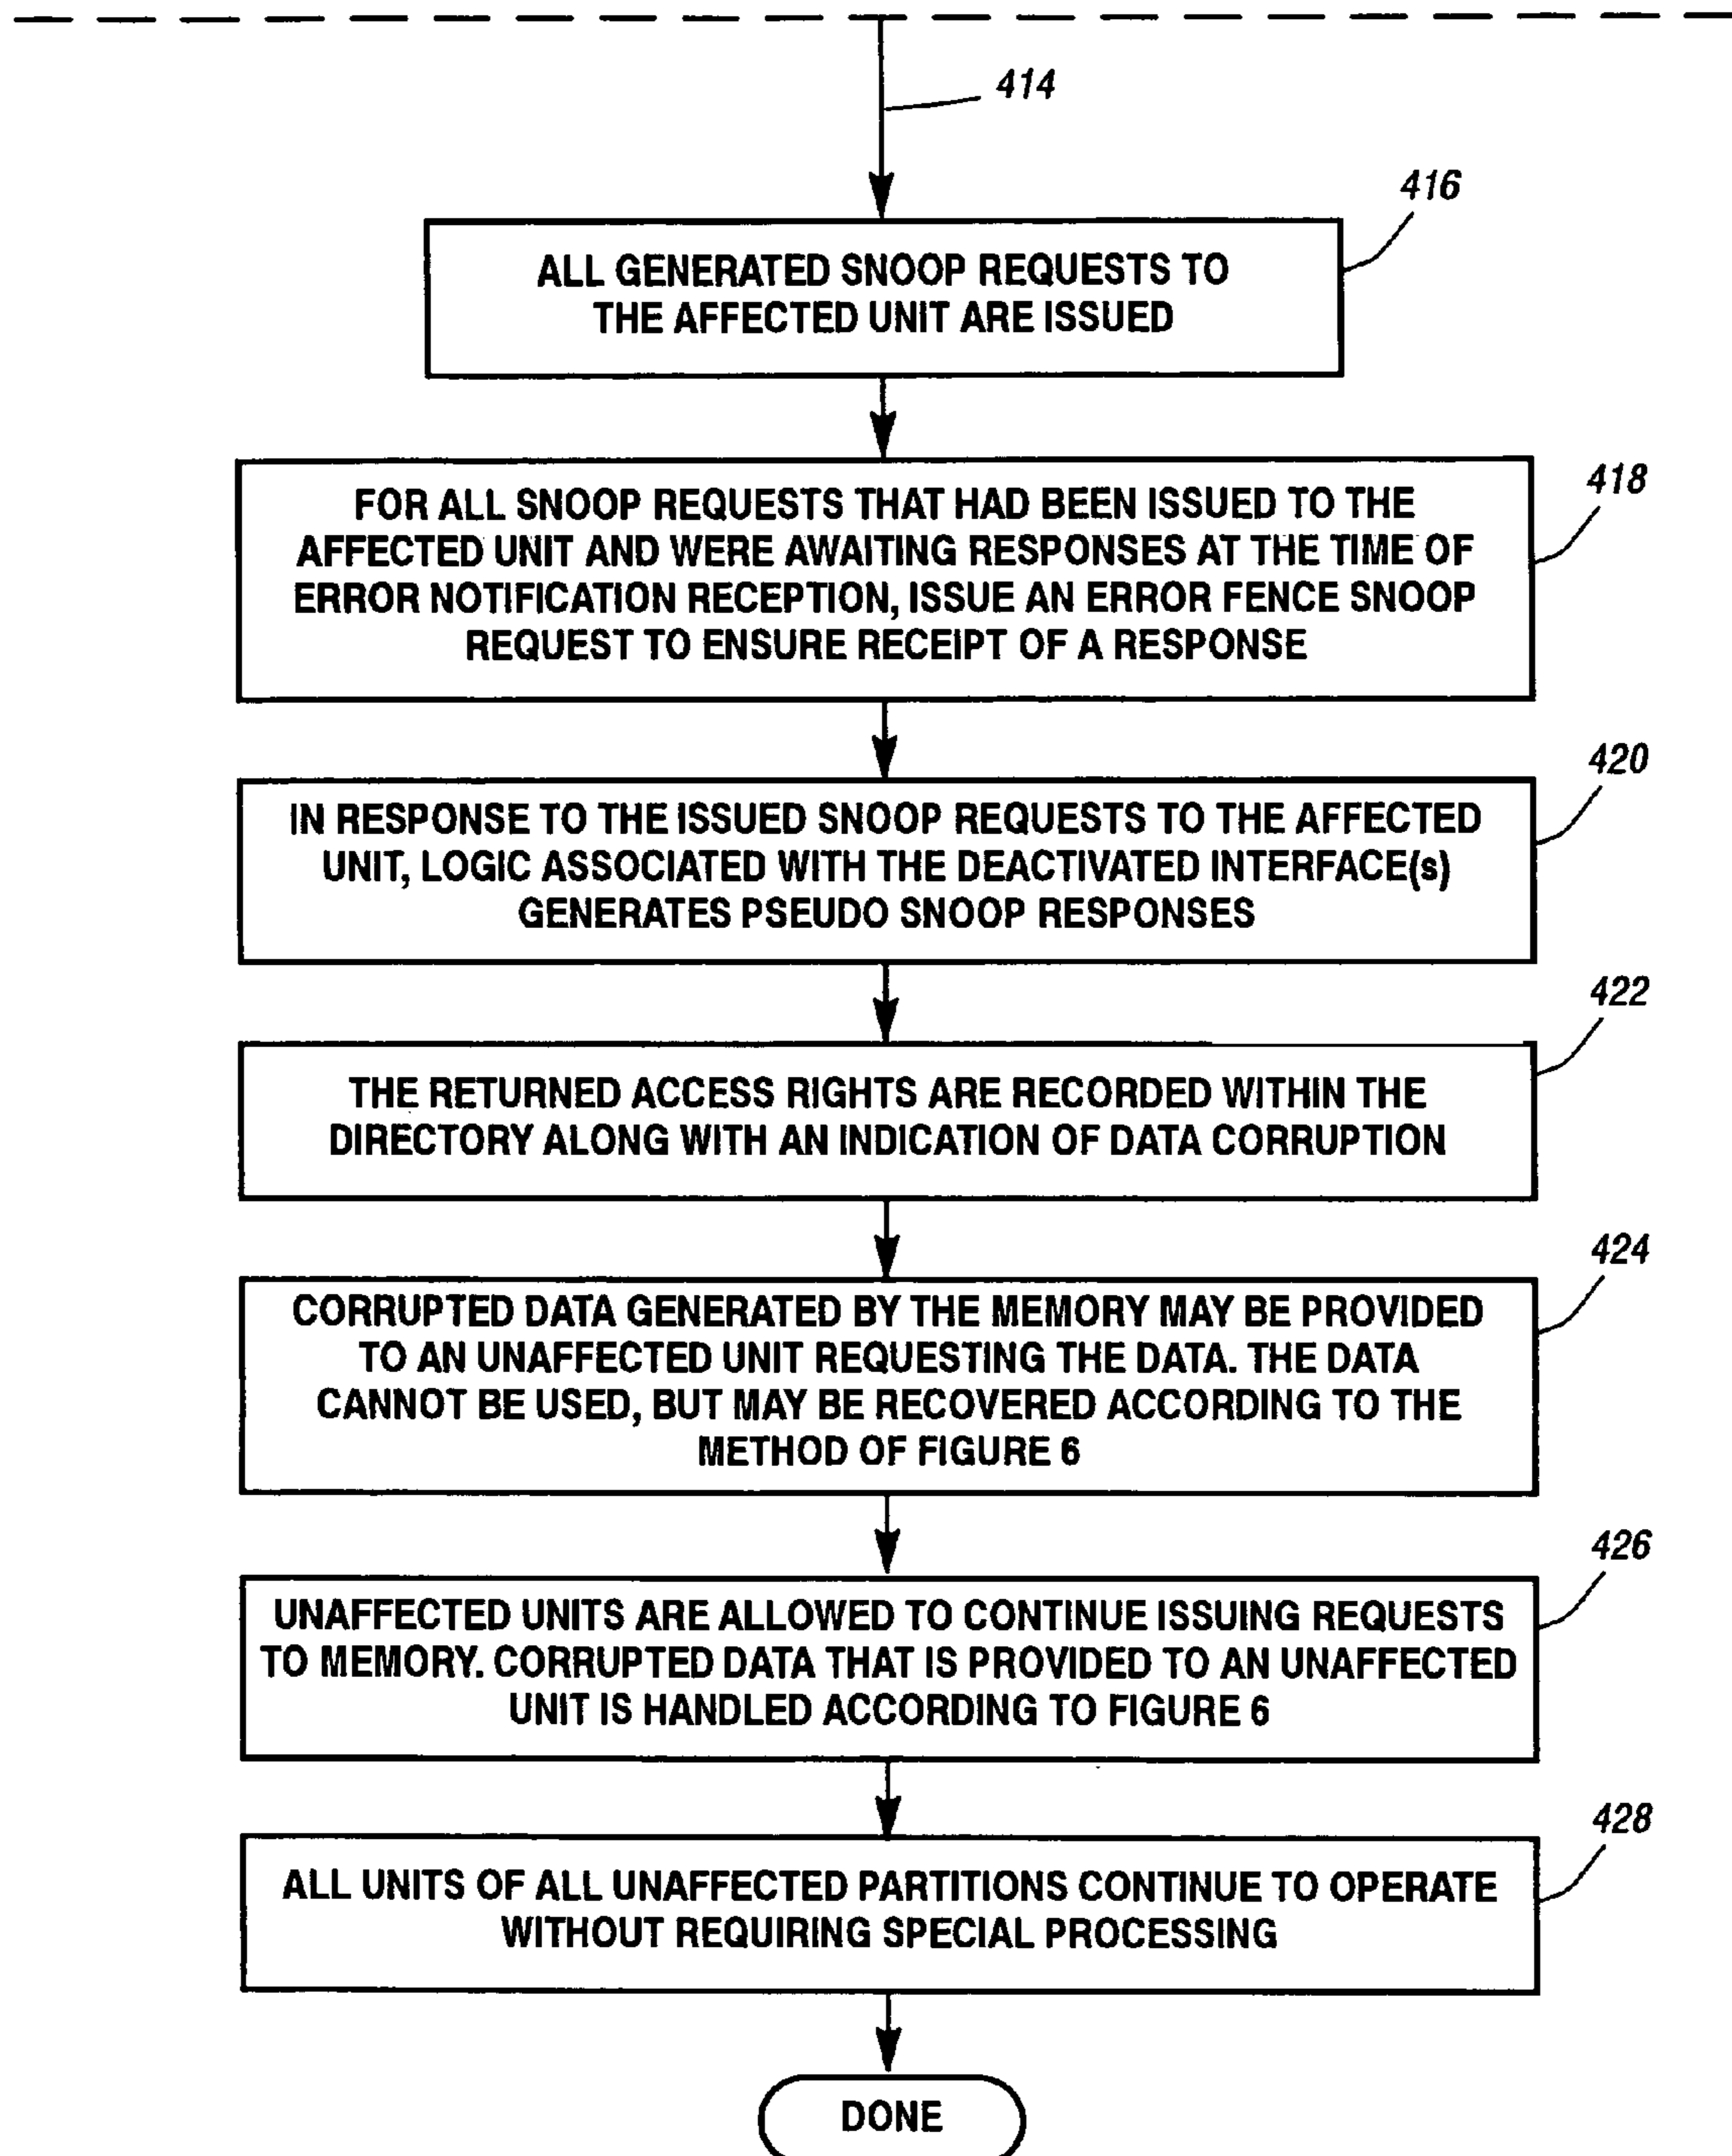 414
416
ALL GENERATED SNOOP REQUESTS TO
THE AFFECTED UNIT ARE ISSUED
418
FOR ALL SNOOP REQUESTS THAT HAD BEEN ISSUED TO THE
AFFECTED UNIT AND WERE AWAITING RESPONSES AT THE TIME OF
ERROR NOTIFICATION RECEPTION, ISSUE AN ERROR FENCE SNOOP
REQUEST TO ENSURE RECEIPT OF A RESPONSE
420
IN RESPONSE TO THE ISSUED SNOOP REQUESTS TO THE AFFECTED
UNIT, LOGIC ASSOCIATED WITH THE DEACTIVATED INTERFACE(s)
GENERATES PSEUDO SNOOP RESPONSES
422
THE RETURNED ACCESS RIGHTS ARE RECORDED WITHIN THE
DIRECTORY ALONG WITH AN INDICATION OF DATA CORRUPTION
424
CORRUPTED DATA GENERATED BY THE MEMORY MAY BE PROVIDED
TO AN UNAFFECTED UNIT REQUESTING THE DATA. THE DATA
CANNOT BE USED, BUT MAY BE RECOVERED ACCORDING TO THE
METHOD OF FIGURE 6
426
UNAFFECTED UNITS ARE ALLOWED TO CONTINUE ISSUING REQUESTS
TO MEMORY. CORRUPTED DATA THAT IS PROVIDED TO AN UNAFFECTED
UNIT IS HANDLED ACCORDING TO FIGURE 6
428
ALL UNITS OF ALL UNAFFECTED PARTITIONS CONTINUE TO OPERATE
WITHOUT REQUIRING SPECIAL PROCESSING
DONE